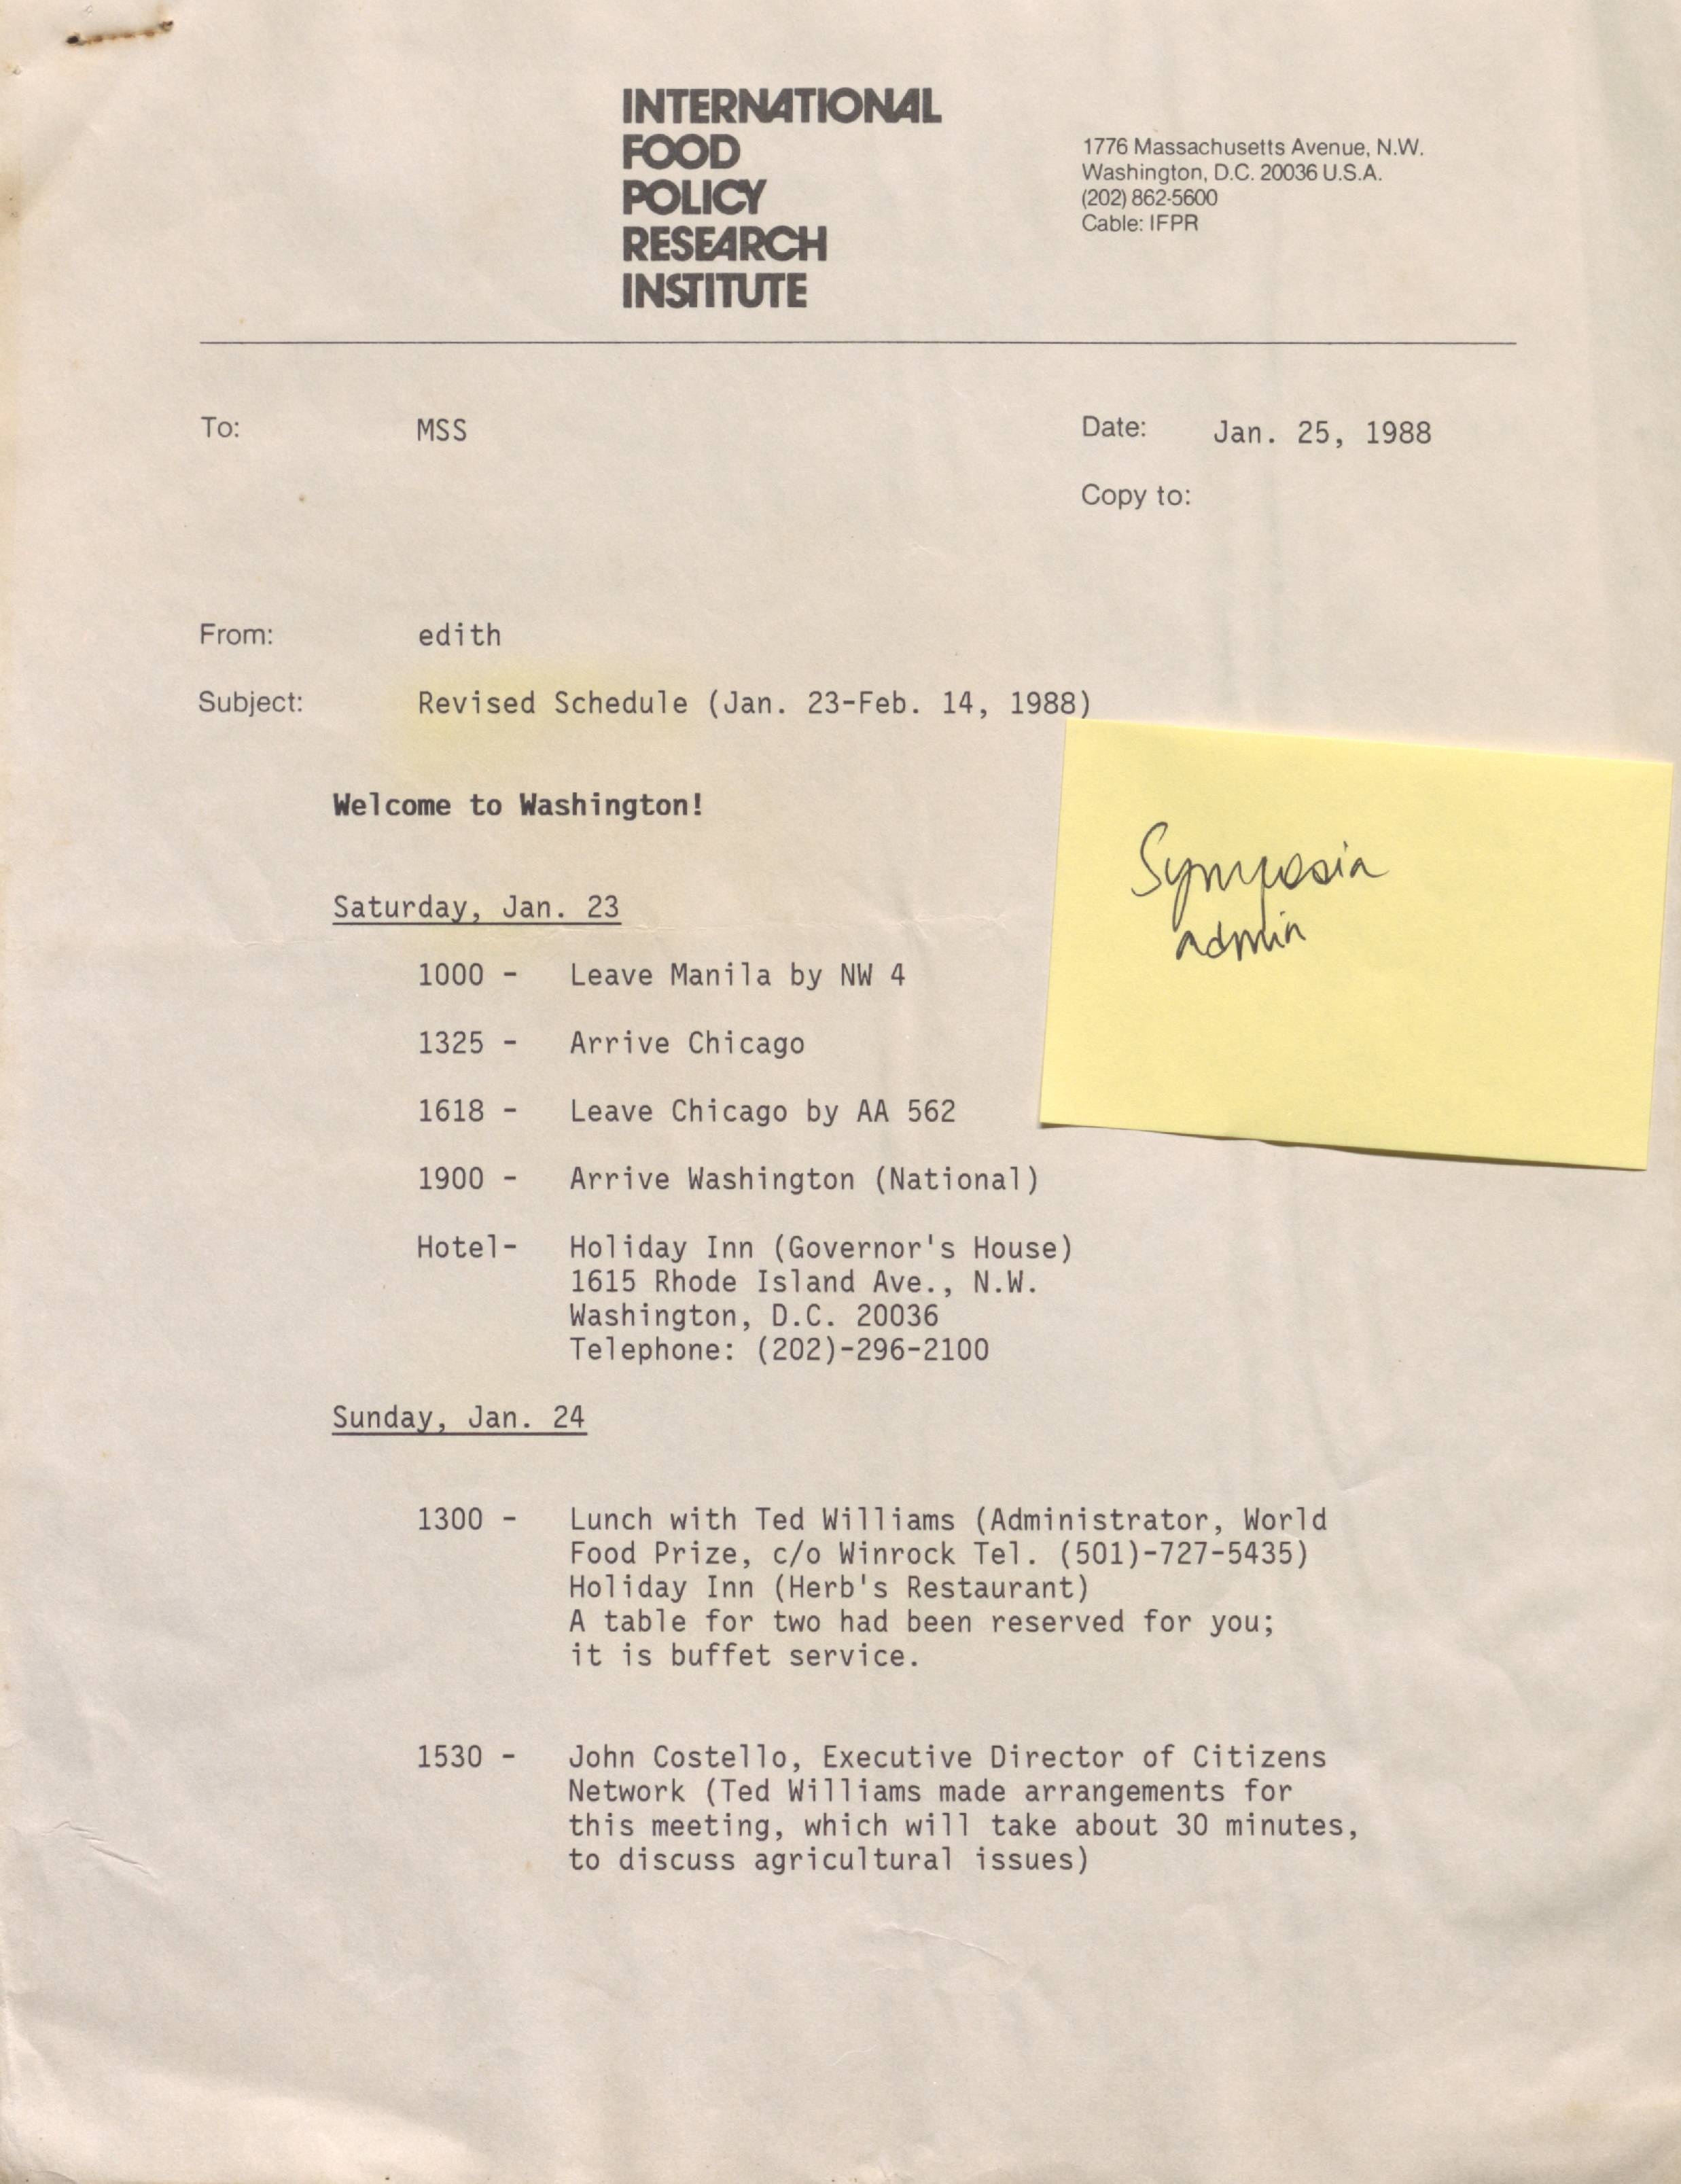 INTERNATIONAL
FOOD
POLICY
RESEARCH
INSTITUTE
1776 Massachusetts Avenue, N.W.
Washington, D.C. 20036 U.S.A.
(202) 862-5600
Cable: IFPR
To: MSS
Date: Jan. 25, 1988
Copy to:
From: edith
Subject: Revised Schedule (Jan. 23-Feb. 14, 1988)
Welcome to Washington!
Symposia
admin
Saturday, Jan. 23
1000 - Leave Manila by NW 4
1325 - Arrive Chicago
1618 - Leave Chicago by AA 562
1900 - Arrive Washington (National)
Hotel- Holiday Inn (Governor's House)
1615 Rhode Island Ave., N.W.
Washington, D.C. 20036
Telephone: (202)-296-2100
Sunday, Jan. 24
1300 - Lunch with Ted Williams (Administrator, World
Food Prize, c/o Winrock Tel. (501)-727-5435)
Holiday Inn (Herb's Restaurant)
A table for two had been reserved for you;
it is buffet service.
1530 - John Costello, Executive Director of Citizens
Network (Ted Williams made arrangements for
this meeting, which will take about 30 minutes,
to discuss agricultural issues)